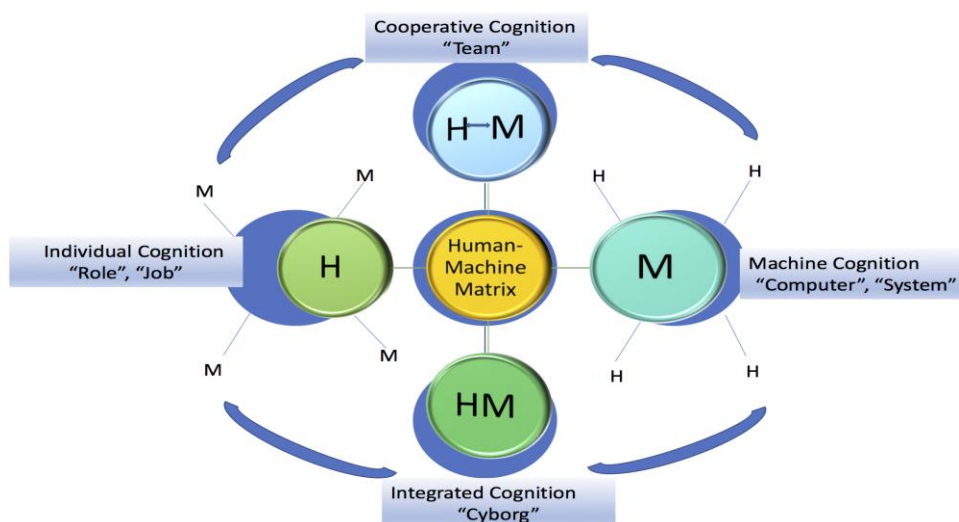 Cooperative Cognition
“Team”
H M
M
M
H
H
Individual Cognition
“Role”, “Job”
H
Human-
Machine
Matrix
M
Machine Cognition
“Computer”, “System”
M
M
H
H
HM
Integrated Cognition
“Cyborg”